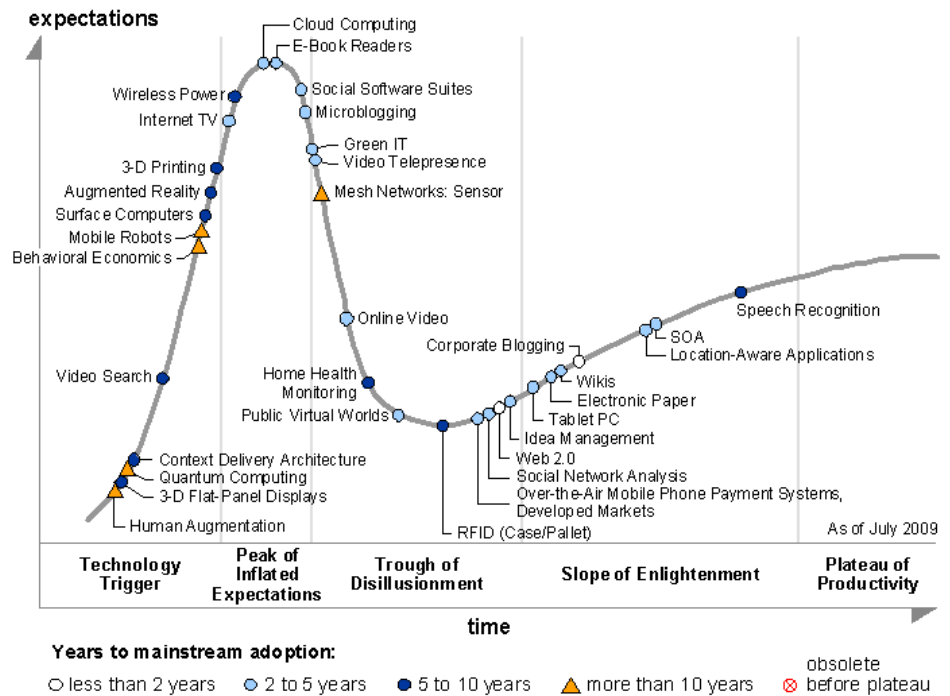 expectations
Cloud Computing
E-Book Readers
Social Software Suites
Wireless Power
Microblogging
Internet TV
Green IT
Video Telepresence
3-D Printing
Augmented Reality
Mesh Networks: Sensor
Surface Computers
Mobile Robots
Behavioral Economics
Online Video
Speech Recognition
SOA
Corporate Blogging
Location-Aware Applications
Video Search
Home Health
Monitoring
Wikis
Electronic Paper
Public Virtual Worlds
Tablet PC
Idea Management
Web 2.0
Context Delivery Architecture
Quantum Computing
Social Network Analysis
3-D Flat-Panel Displays
Over-the-Air Mobile Phone Payment Systems,
Developed Markets
Human Augmentation
RFID (Case/Pallet)
As of July 2009
Technology
Trigger
Peak of
Inflated
Expectations
Trough of
Disillusionment
Slope of Enlightenment
Plateau of
Productivity
time
Years to mainstream adoption:
less than 2 years
2 to 5 years
5 to 10 years
more than 10 years
obsolete
before plateau